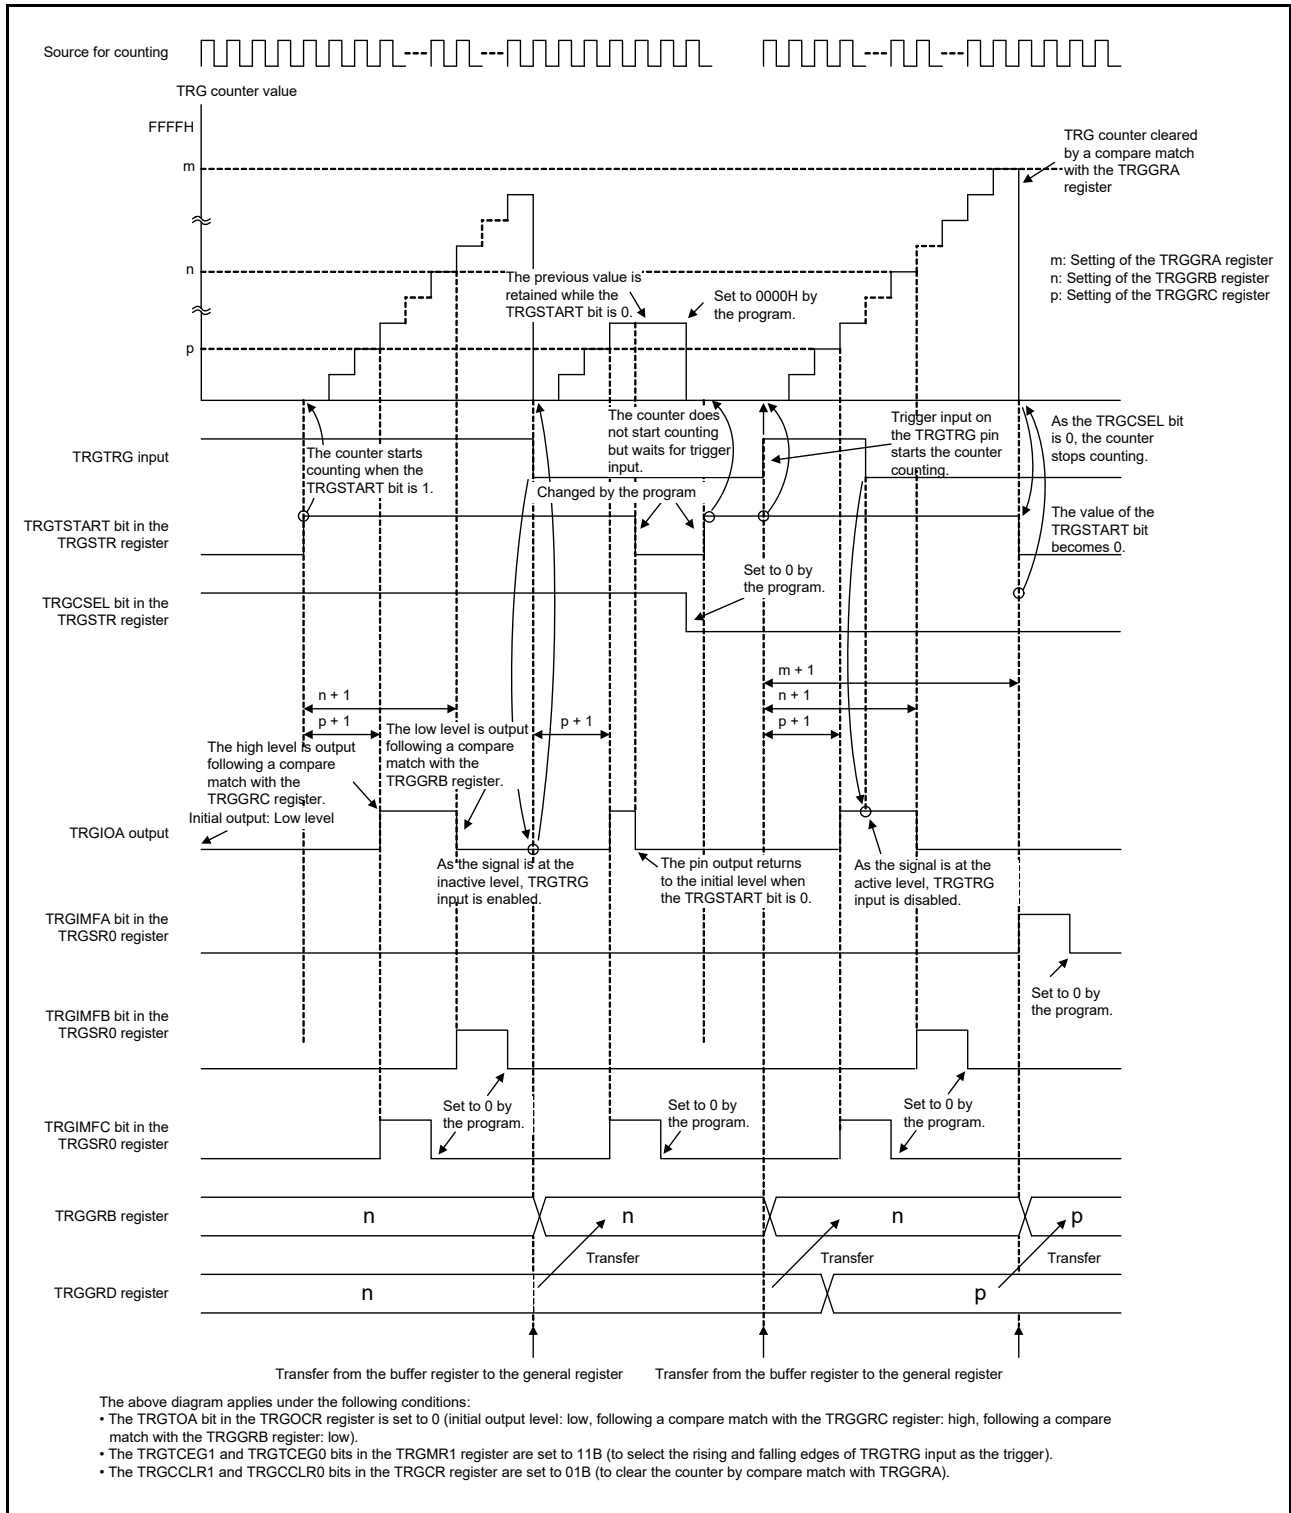 Source for counting
TRG counter value
FFFFH
m
TRG counter cleared
by a compare match
with the TRGGRA
register
n
The previous value is
retained while the
TRGSTART bit is 0.
Set to 0000H by
the program.
m: Setting of the TRGGRA register
n: Setting of the TRGGRB register
p: Setting of the TRGGRC register
p
TRGTRG input
The counter starts
counting when the
TRGSTART bit is 1.
The counter does
not start counting
but waits for trigger
input.
Trigger input on
the TRGTRG pin
starts the counter
counting.
As the TRGCSEL bit
is 0, the counter
stops counting.
Changed by the program
TRGTSTART bit in the
TRGSTR register
The value of the
TRGSTART bit
becomes 0.
Set to 0 by
the program.
TRGCSEL bit in the
TRGSTR register
m + 1
n + 1
n + 1
p + 1
p + 1
p + 1
The high level is output
following a compare
match with the
TRGGRC register.
The low level is output
following a compare
match with the
TRGGRB register.
Initial output: Low level
TRGIOA output
As the signal is at the
inactive level, TRGTRG
input is enabled.
The pin output returns
to the initial level when
the TRGSTART bit is 0.
As the signal is at the
active level, TRGTRG
input is disabled.
TRGIMFA bit in the
TRGSR0 register
Set to 0 by
the program.
TRGIMFB bit in the
TRGSR0 register
Set to 0 by
the program.
Set to 0 by
the program.
Set to 0 by
the program.
TRGIMFC bit in the
TRGSR0 register
TRGGRB register
n
n
n
p
Transfer
Transfer
Transfer
TRGGRD register
n
p
Transfer from the buffer register to the general register
Transfer from the buffer register to the general register
The above diagram applies under the following conditions:
• The TRGTOA bit in the TRGOCR register is set to 0 (initial output level: low, following a compare match with the TRGGRC register: high, following a compare
match with the TRGGRB register: low).
• The TRGTCEG1 and TRGTCEG0 bits in the TRGMR1 register are set to 11B (to select the rising and falling edges of TRGTRG input as the trigger).
• The TRGCCLR1 and TRGCCLR0 bits in the TRGCR register are set to 01B (to clear the counter by compare match with TRGGRA).